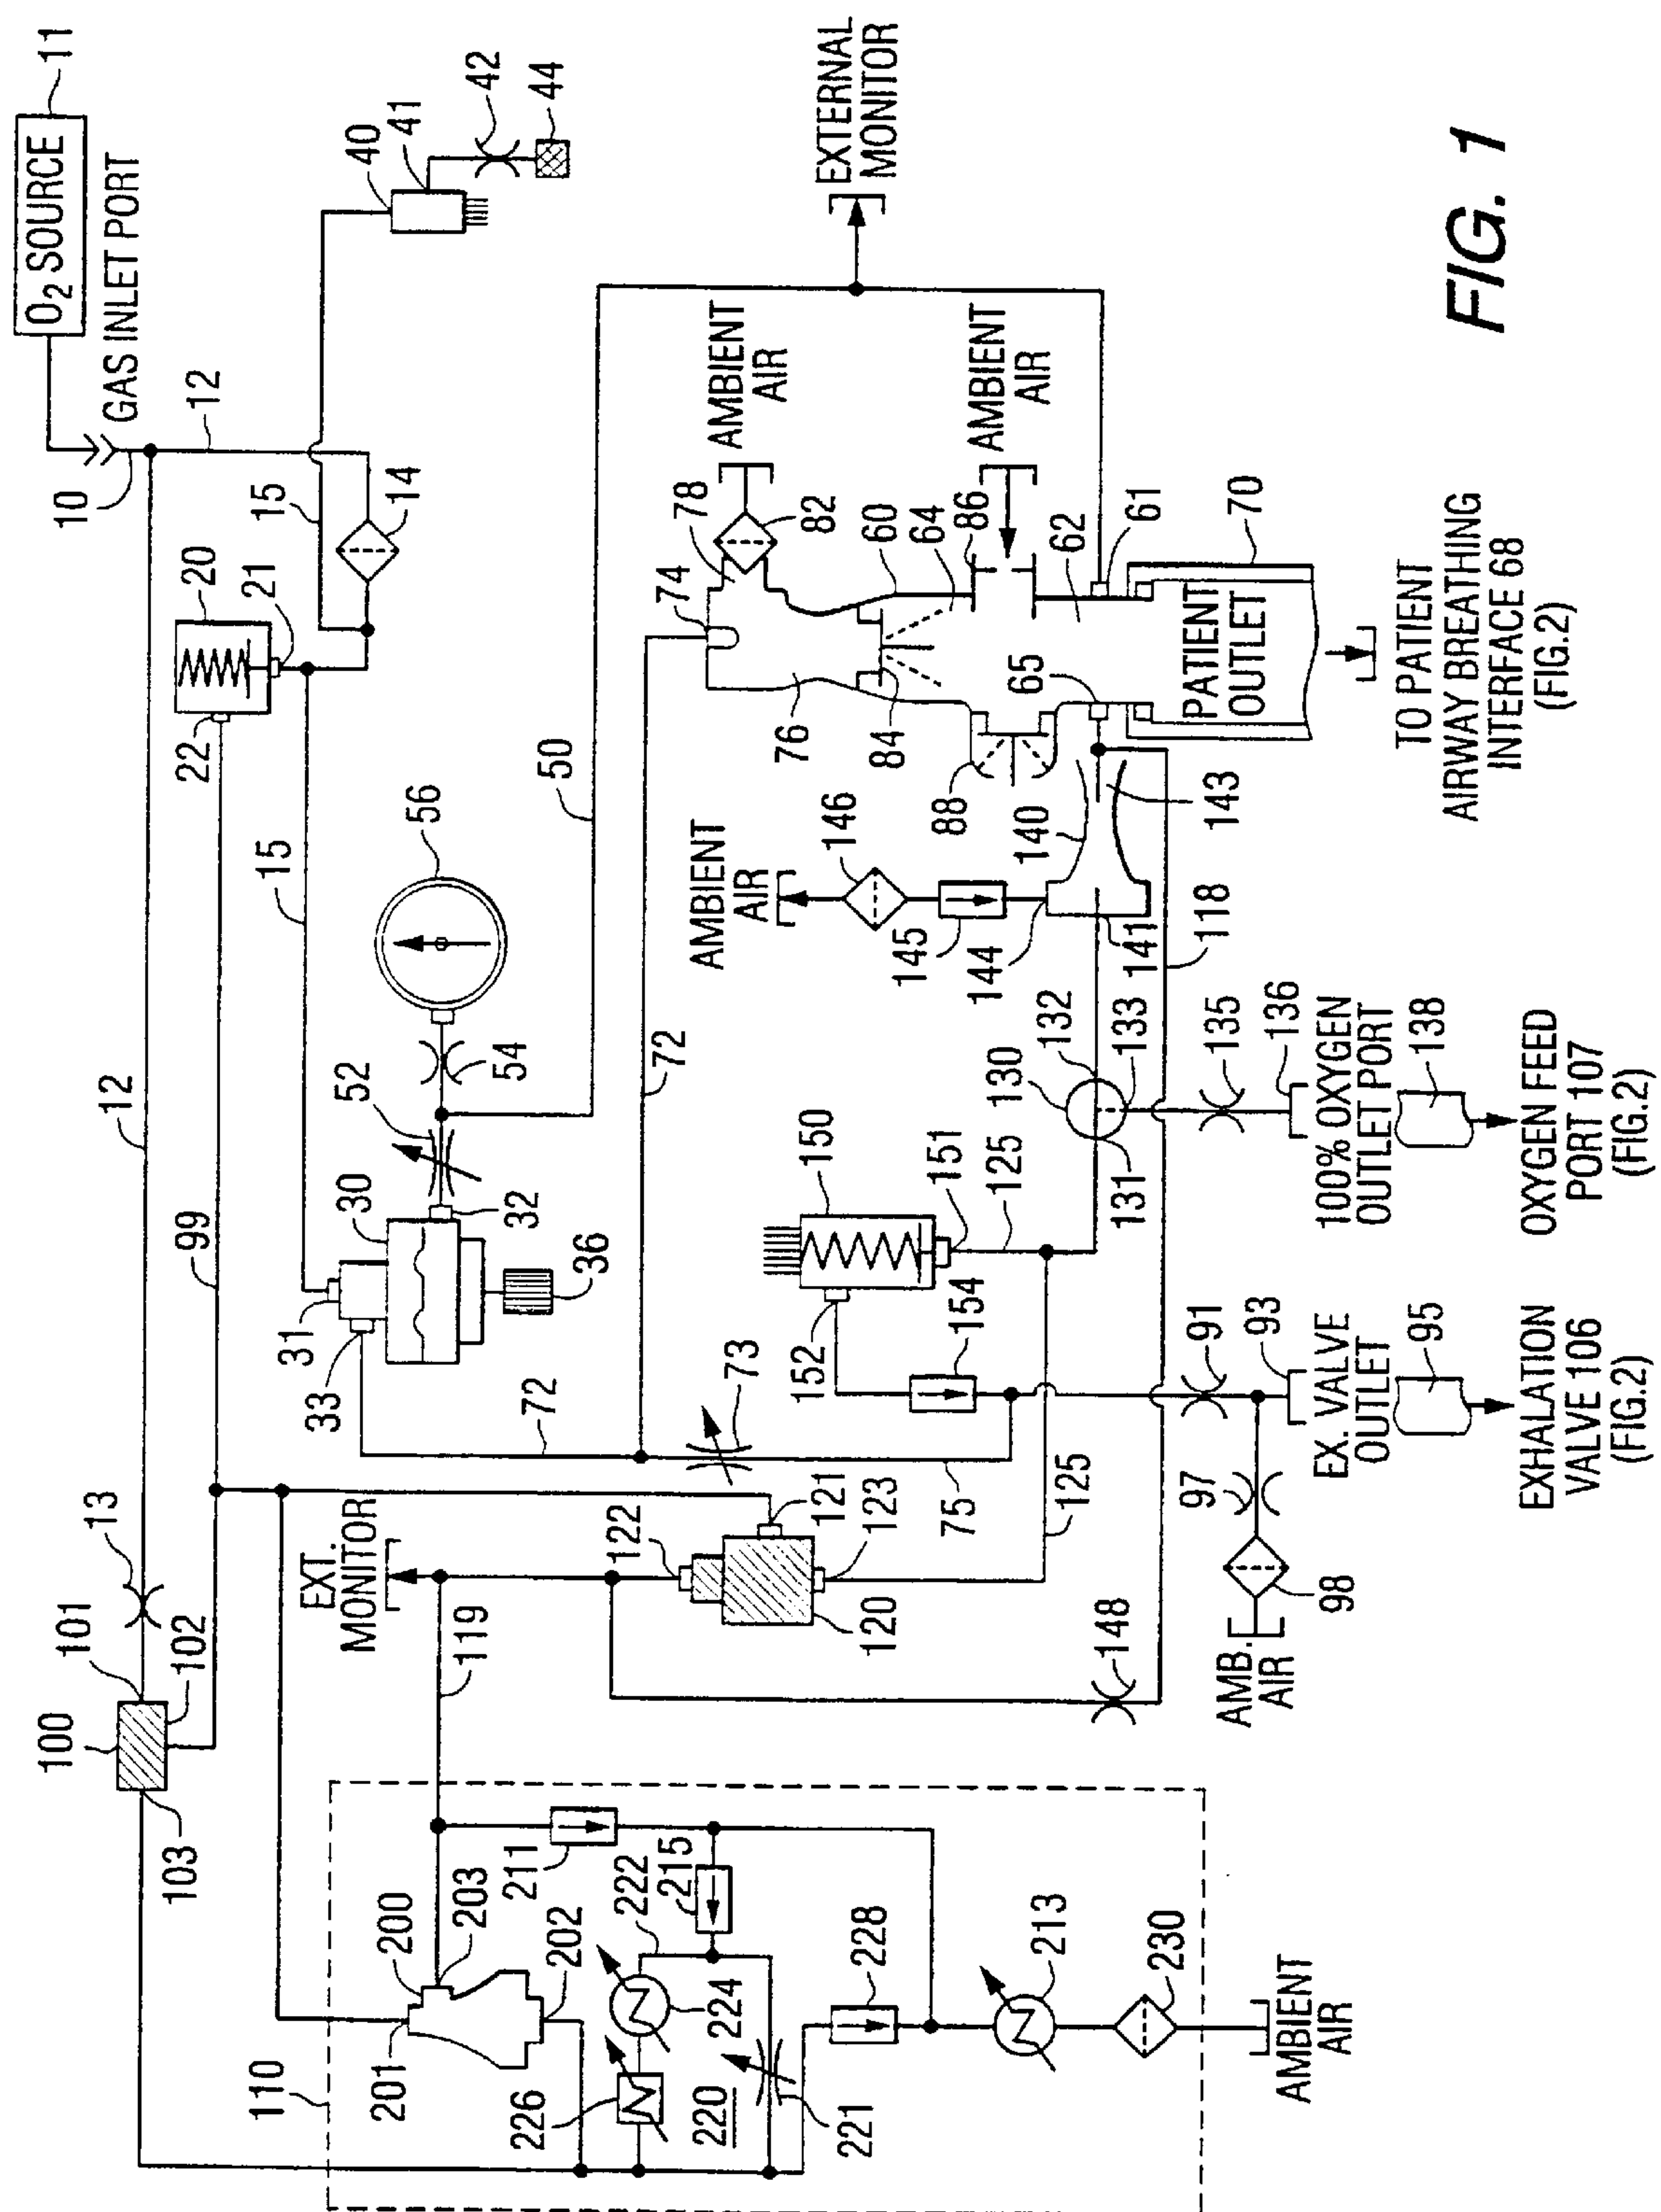 O2 SOURCE
11
GAS INLET PORT
10
12
15
14
20
21
22
40
41
42
44
EXTERNAL
MONITOR
FIG. 1
12
99
15
56
50
52
54
30
31
32
33
36
72
72
73
75
AMBIENT
AIR
AMBIENT
AIR
74
78
82
76
60
64
86
84
62
61
65
88
70
PATIENT
OUTLET
TO PATIENT
AIRWAY BREATHING
INTERFACE 68
(FIG.2)
AMBIENT
AIR
146
145
144
140
141
143
118
130
131
132
133
135
136
100% OXYGEN
OUTLET PORT
138
OXYGEN FEED
PORT 107
(FIG.2)
150
151
152
154
125
125
91
93
EX. VALVE
OUTLET
95
EXHALATION
VALVE 106
(FIG.2)
97
98
AMB.
AIR
13
101
100
102
103
EXT.
MONITOR
119
120
121
122
123
148
110
200
201
202
203
211
215
222
224
226
220
221
228
213
230
AMBIENT
AIR